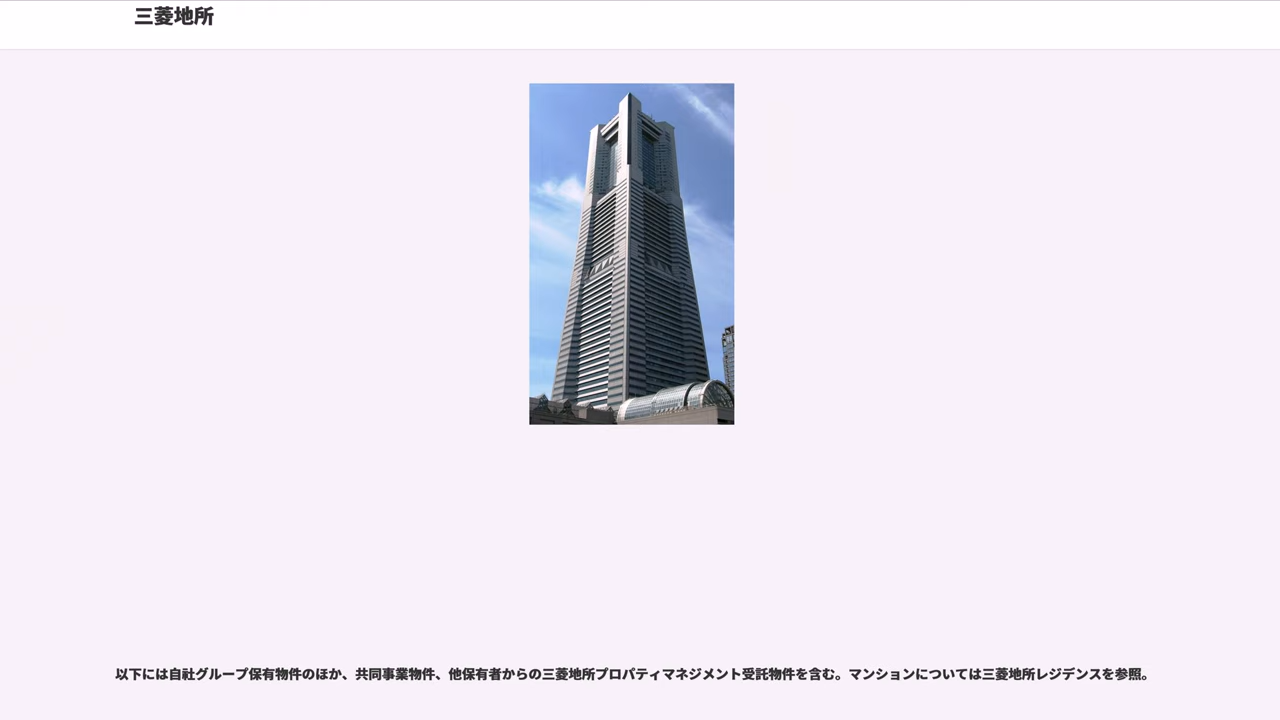 三菱地所
以下には自社グループ保有物件のほか、共同事業物件、他保有者からの三菱地所プロパティマネジメント受託物件を含む。マンションについては三菱地所レジデンスを参照。